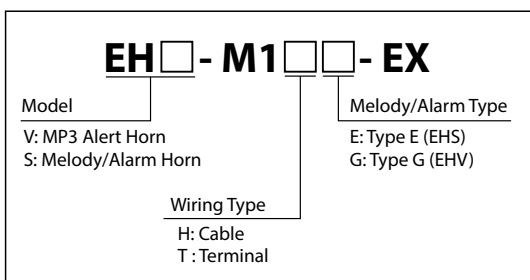 EH□- M1□□- EX
Model
V: MP3 Alert Horn
S: Melody/Alarm Horn
Melody/Alarm Type
E: Type E (EHS)
G: Type G (EHV)
Wiring Type
H: Cable
T : Terminal